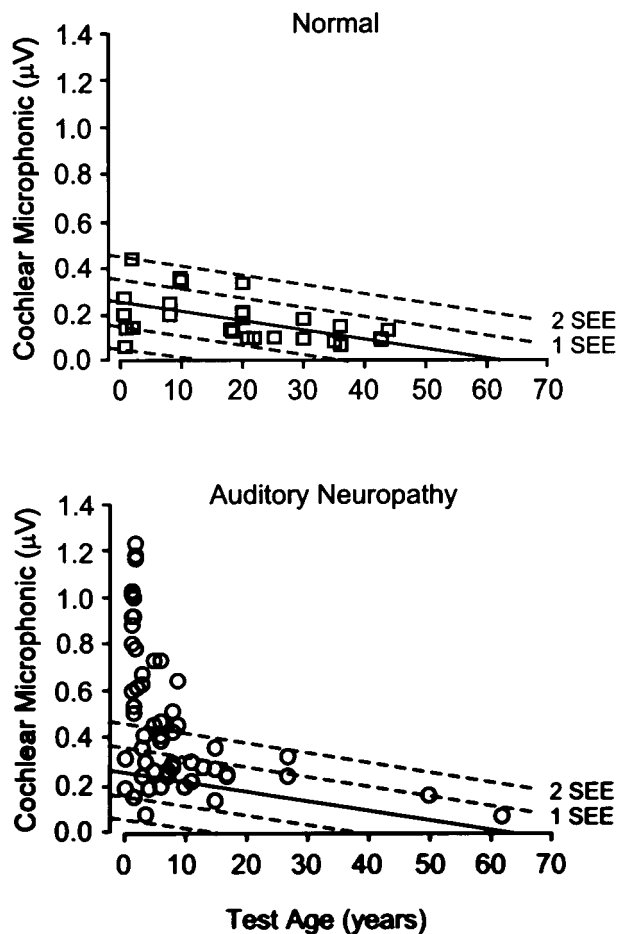 Normal
Cochlear Microphonic (μV)
1.4
1.2
1.0
0.8
0.6
0.4
0.2
0.0
2 SEE
1 SEE
0 10 20 30 40 50 60 70
Auditory Neuropathy
Cochlear Microphonic (μV)
1.4
1.2
1.0
0.8
0.6
0.4
0.2
0.0
2 SEE
1 SEE
0 10 20 30 40 50 60 70
Test Age (years)